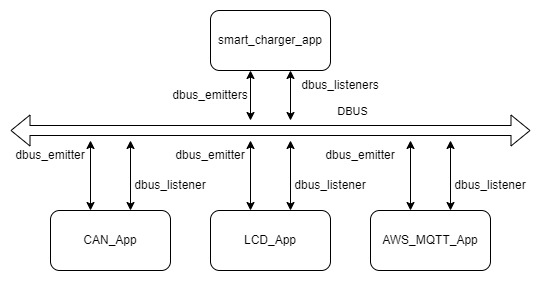 smart_charger_app
dbus_emitters
dbus_listeners
DBUS
dbus_emitter
dbus_listener
dbus_emitter
dbus_listener
dbus_emitter
dbus_listener
CAN_App
LCD_App
AWS_MQTT_App